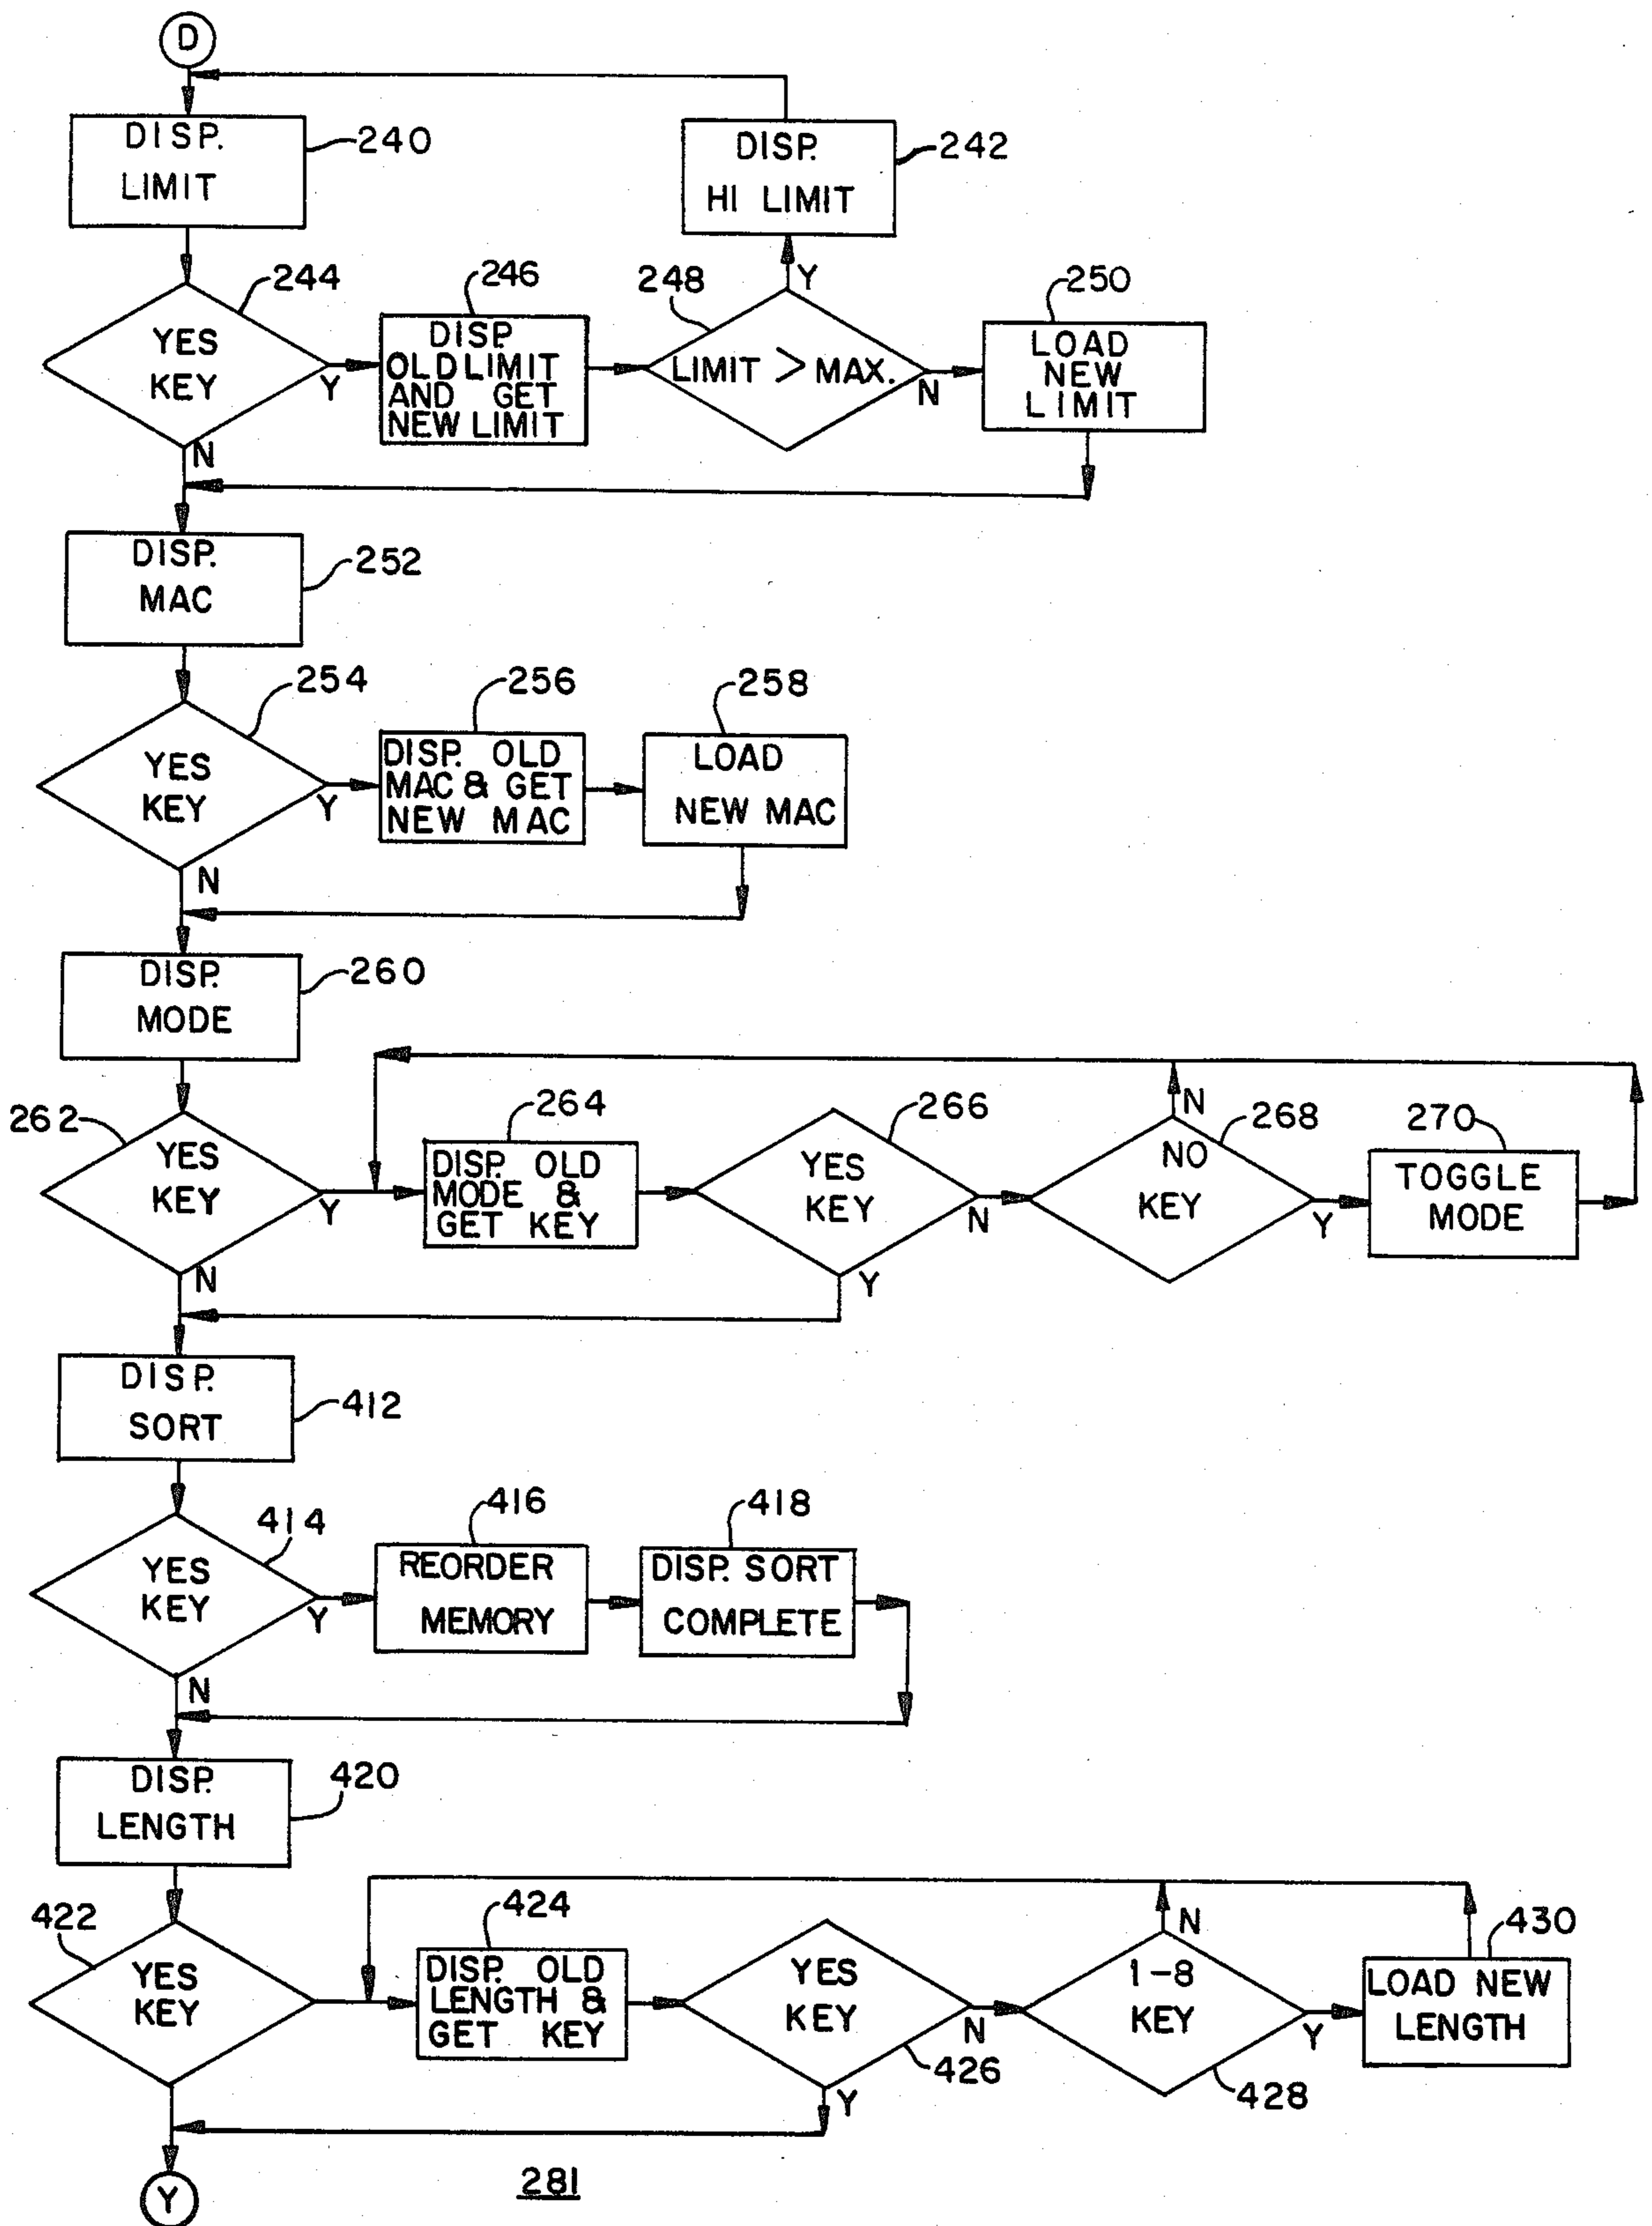 D
DISP.
LIMIT
240
DISP.
HI LIMIT
242
YES
KEY
244
Y
N
DISP.
OLD LIMIT
AND GET
NEW LIMIT
246
LIMIT > MAX.
248
Y
N
LOAD
NEW
LIMIT
250
DISP.
MAC
252
YES
KEY
254
Y
N
DISP. OLD
MAC & GET
NEW MAC
256
LOAD
NEW MAC
258
DISP.
MODE
260
YES
KEY
262
Y
N
DISP. OLD
MODE &
GET KEY
264
YES
KEY
266
N
Y
NO
KEY
268
N
Y
TOGGLE
MODE
270
DISP.
SORT
412
YES
KEY
414
Y
N
REORDER
MEMORY
416
DISP. SORT
COMPLETE
418
DISP.
LENGTH
420
YES
KEY
422
DISP. OLD
LENGTH &
GET KEY
424
YES
KEY
426
N
Y
1-8
KEY
428
N
Y
LOAD NEW
LENGTH
430
Y
281